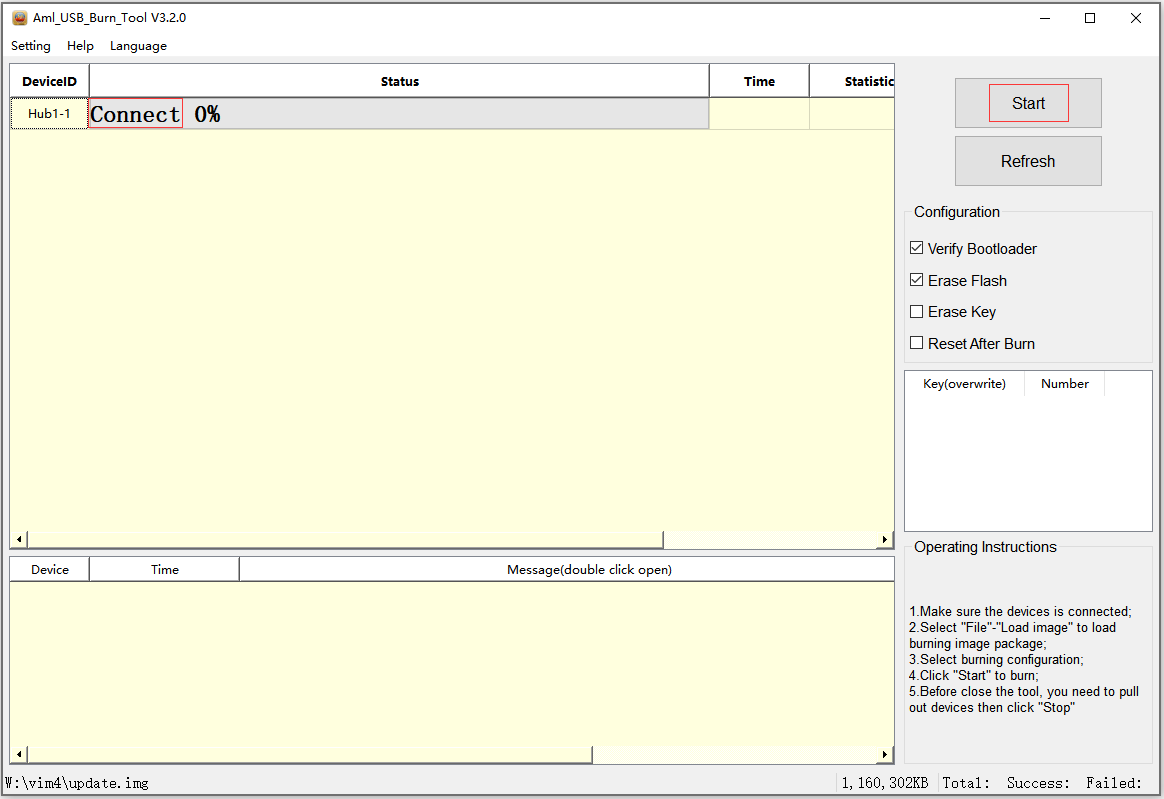 Aml_USB_Burn_Tool V3.2.0
Setting Help Language
DeviceID Status Time Statistic
Hub1-1 Connect 0%
Start
Refresh
Configuration
Verify Bootloader
Erase Flash
Erase Key
Reset After Burn
Key(overwrite) Number
Device Time Message(double click open)
Operating Instructions
1.Make sure the devices is connected;
2.Select "File"-"Load image" to load
burning image package;
3.Select burning configuration;
4.Click "Start" to burn;
5.Before close the tool, you need to pull
out devices then click "Stop"
W:\vim4\update.img 1,160,302KB Total: Success: Failed: